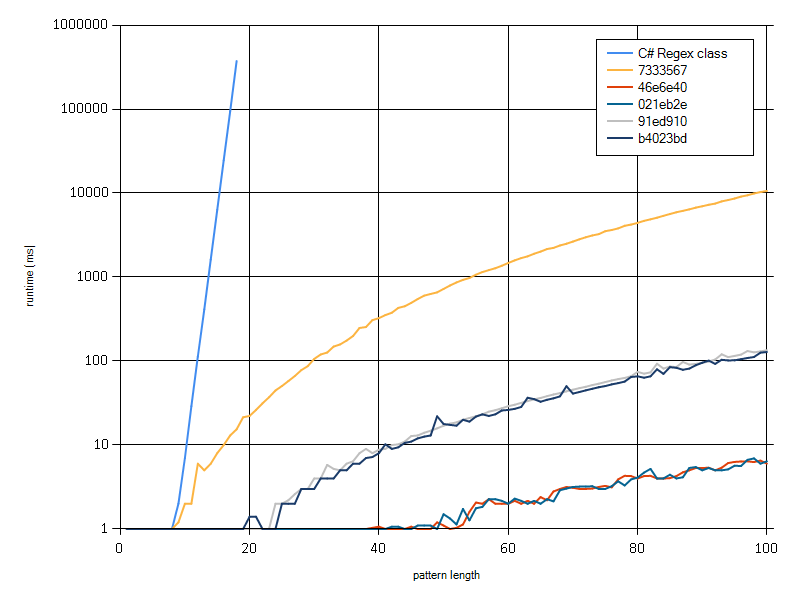 1000000
100000
10000
1000
100
10
1
0
20
40
60
80
100
runtime [ms]
pattern length
C# Regex class
7333567
46e6e40
021eb2e
91ed910
b4023bd